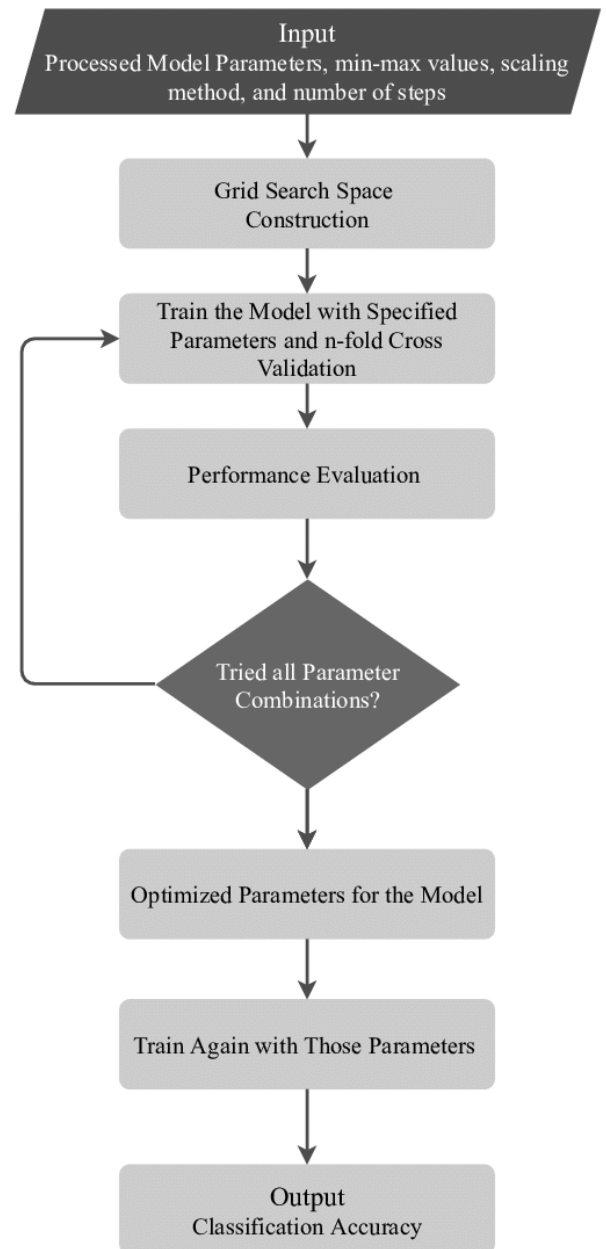 Input
Processed Model Parameters, min-max values, scaling
method, and number of steps
Grid Search Space
Construction
Train the Model with Specified
Parameters and n-fold Cross
Validation
Performance Evaluation
Tried all Parameter
Combinations?
Optimized Parameters for the Model
Train Again with Those Parameters
Output
Classification Accuracy